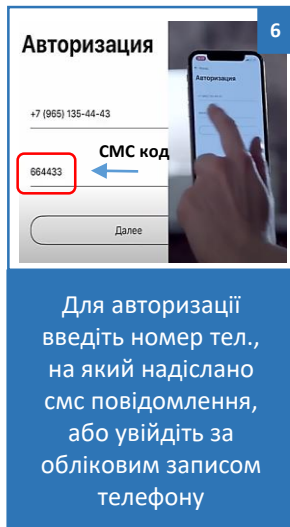 6
Авторизация
+7 (965) 135-44-43
СМС код
664433
Далее
Авторизация
Для авторизації
введіть номер тел.,
на який надіслано
смс повідомлення,
або увійдіть за
обліковим записом
телефону